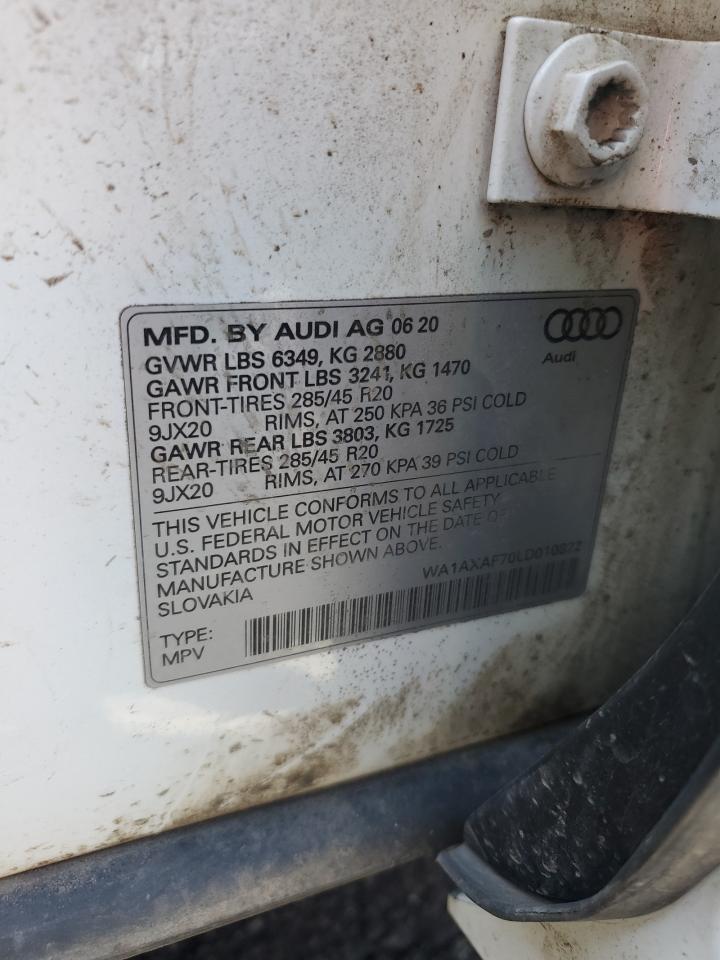 MFD. BY AUDI AG 06 20
Audi
GVWR LBS 6349, KG 2880
GAWR FRONT LBS 3241, KG 1470
FRONT-TIRES 285/45 R20
9JX20 RIMS, AT 250 KPA 36 PSI COLD
GAWR REAR LBS 3803, KG 1725
REAR-TIRES 285/45 R20
9JX20 RIMS, AT 270 KPA 39 PSI COLD
THIS VEHICLE CONFORMS TO ALL APPLICABLE
U.S. FEDERAL MOTOR VEHICLE SAFETY
STANDARDS IN EFFECT ON THE DATE OF
MANUFACTURE SHOWN ABOVE.
SLOVAKIA
TYPE:
MPV